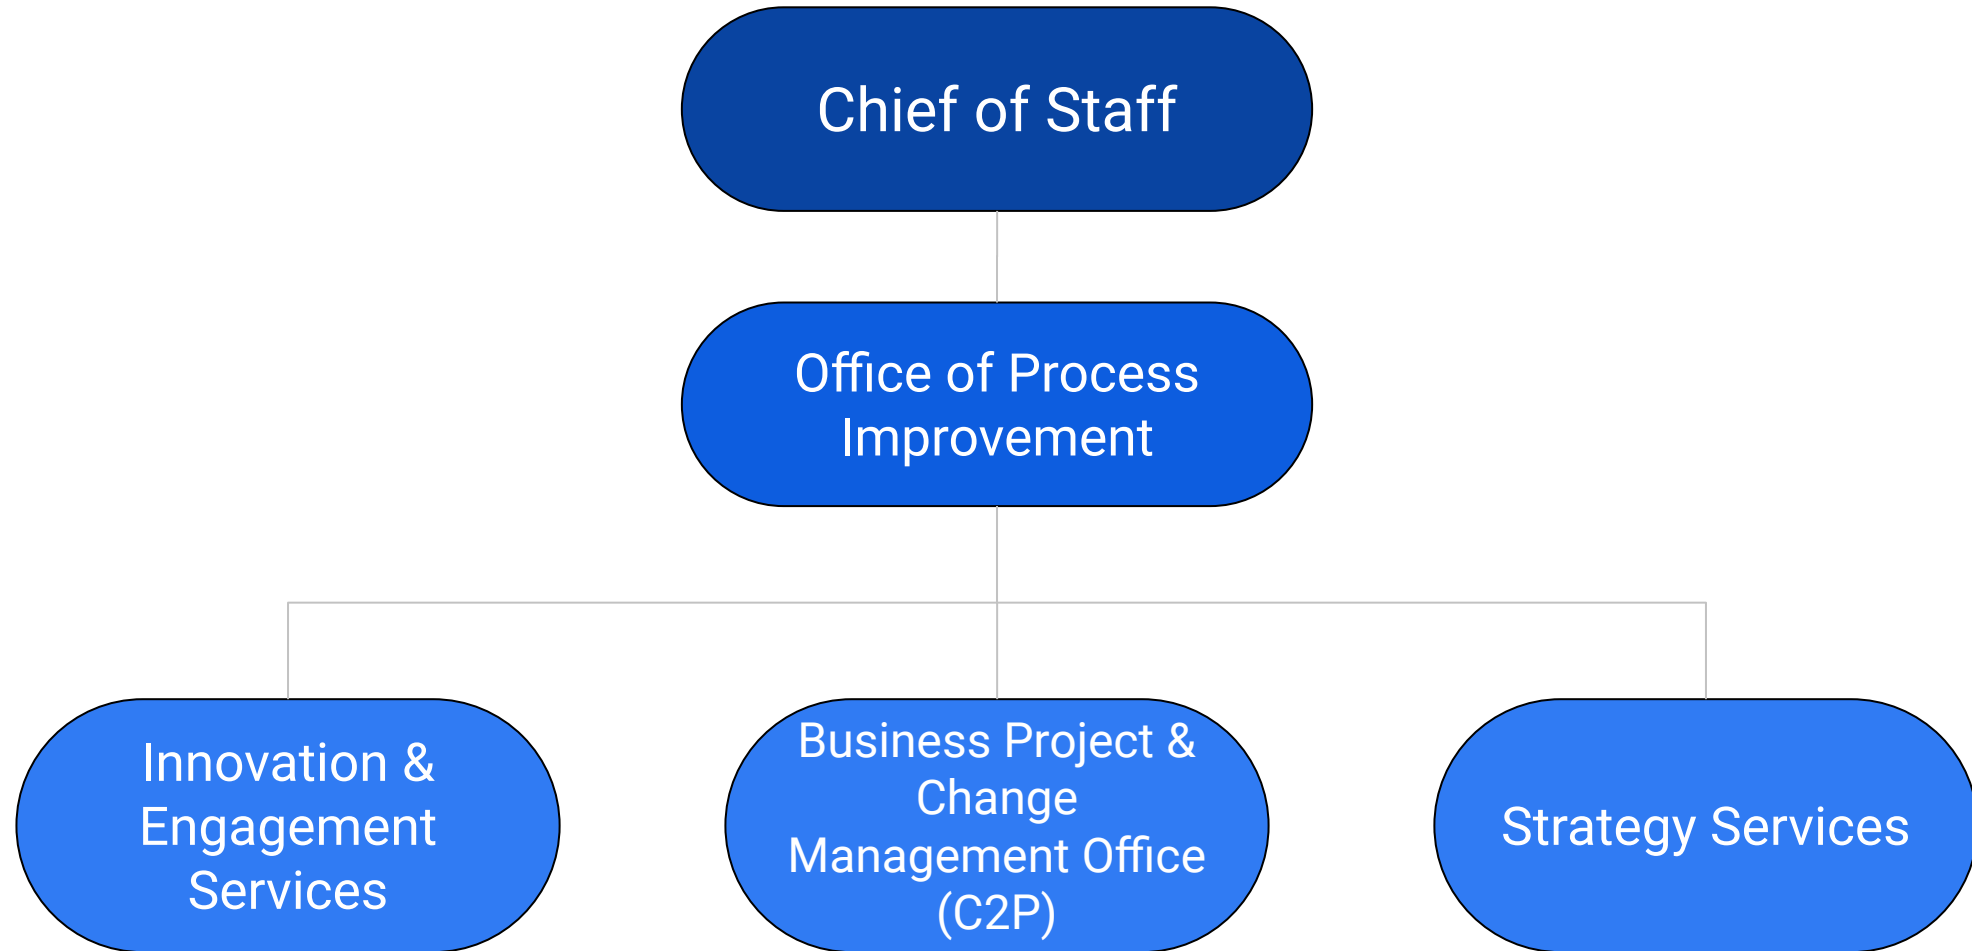 Chief of Staff
Office of Process
Improvement
Innovation &
Engagement
Services
Business Project &
Change
Management Office
(C2P)
Strategy Services